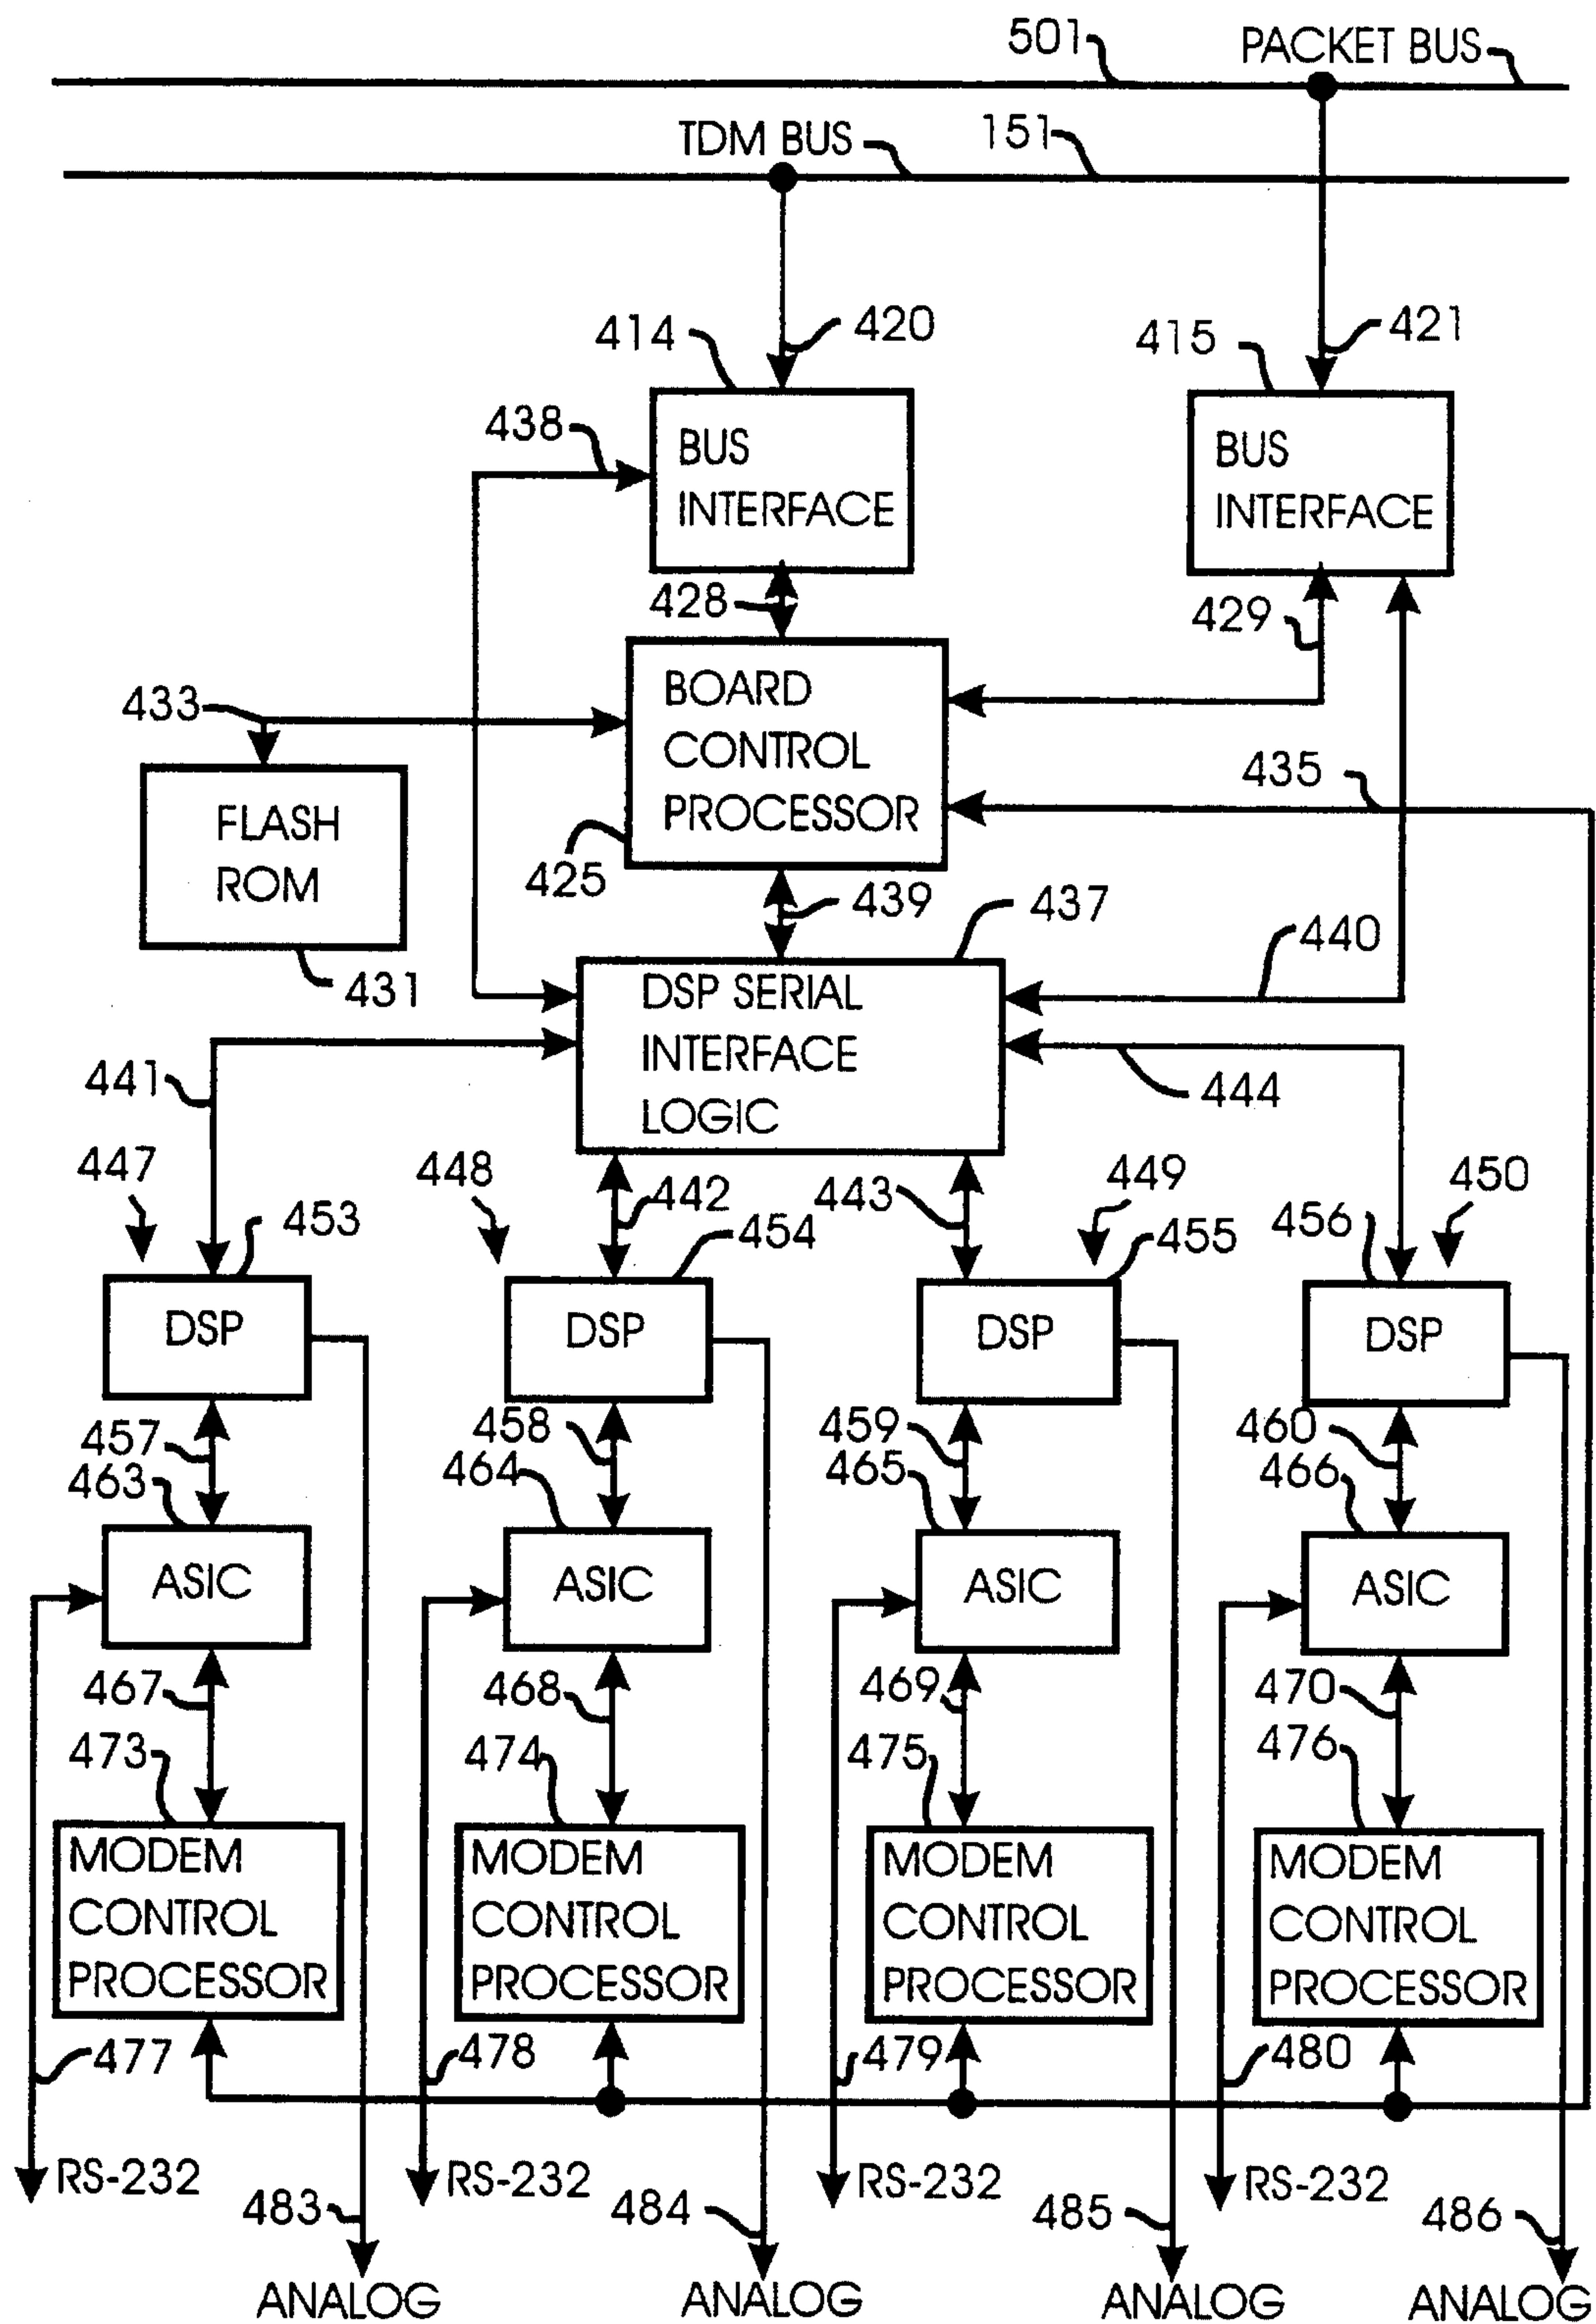 501 PACKET BUS
TDM BUS 151
414 420 415 421
438
BUS
INTERFACE
BUS
INTERFACE
428 429
433
BOARD
CONTROL
PROCESSOR
435
FLASH
ROM
425
439 437
440
431
DSP SERIAL
INTERFACE
LOGIC
441 444
447 448 442 443 449 450
453 454 455 456
DSP DSP DSP DSP
457 458 459 460
463 464 465 466
ASIC ASIC ASIC ASIC
467 468 469 470
473 474 475 476
MODEM
CONTROL
PROCESSOR
MODEM
CONTROL
PROCESSOR
MODEM
CONTROL
PROCESSOR
MODEM
CONTROL
PROCESSOR
477 478 479 480
RS-232 RS-232 RS-232 RS-232
483 484 485 486
ANALOG ANALOG ANALOG ANALOG